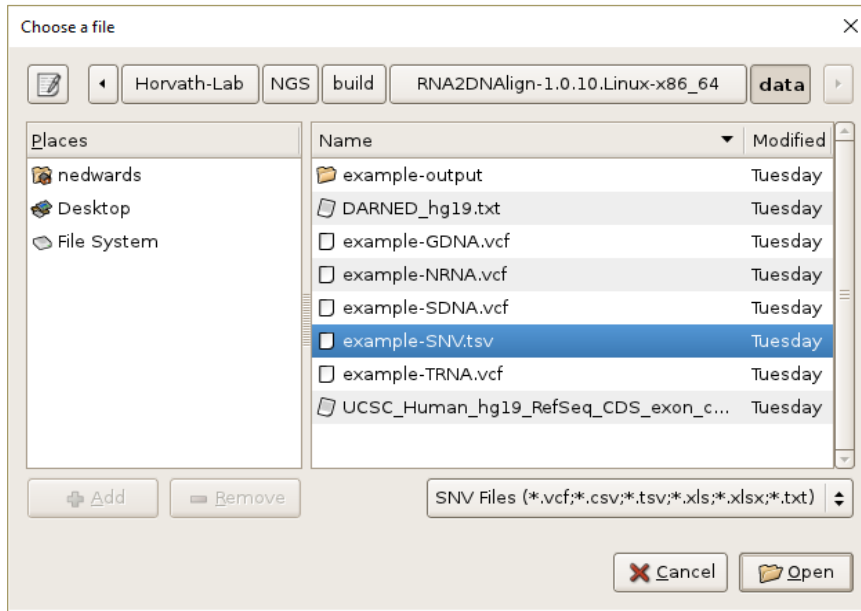 Choose a file
Horvath-Lab NGS build RNA2DNAlign-1.0.10.Linux-x86_64 data
Places
nedwards
Desktop
File System
Name Modified
example-output Tuesday
DARNED_hg19.txt Tuesday
example-GDNA.vcf Tuesday
example-NRNA.vcf Tuesday
example-SDNA.vcf Tuesday
example-SNV.tsv Tuesday
example-TRNA.vcf Tuesday
UCSC_Human_hg19_RefSeq_CDS_exon_c... Tuesday
Add Remove
SNV Files (*.vcf;*.csv;*.tsv;*.xls;*.xlsx;*.txt)
Cancel Open